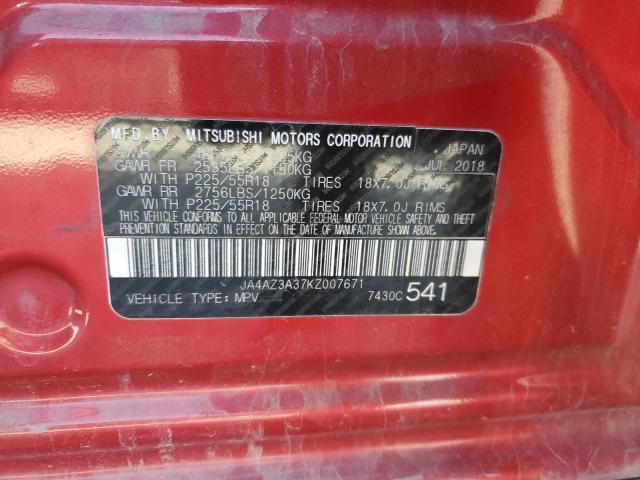 MFD.BY MITSUBISHI MOTORS CORPORATION JAPAN
JUL 2018
GAWR FR
WITH P225/55R18 TIRES 18X7.0J RIMS
GAWR RR 2756LBS/1250KG
WITH P225/55R18 TIRES 18X7.0J RIMS
THIS VEHICLE CONFORMS TO ALL APPLICABLE FEDERAL MOTOR VEHICLE SAFETY AND THEFT
PREVENTION STANDARDS IN EFFECT ON THE DATE OF MANUFACTURE SHOWN ABOVE.
JA4AZ3A37KZ007671
VEHICLE TYPE: MPV 7430C 541